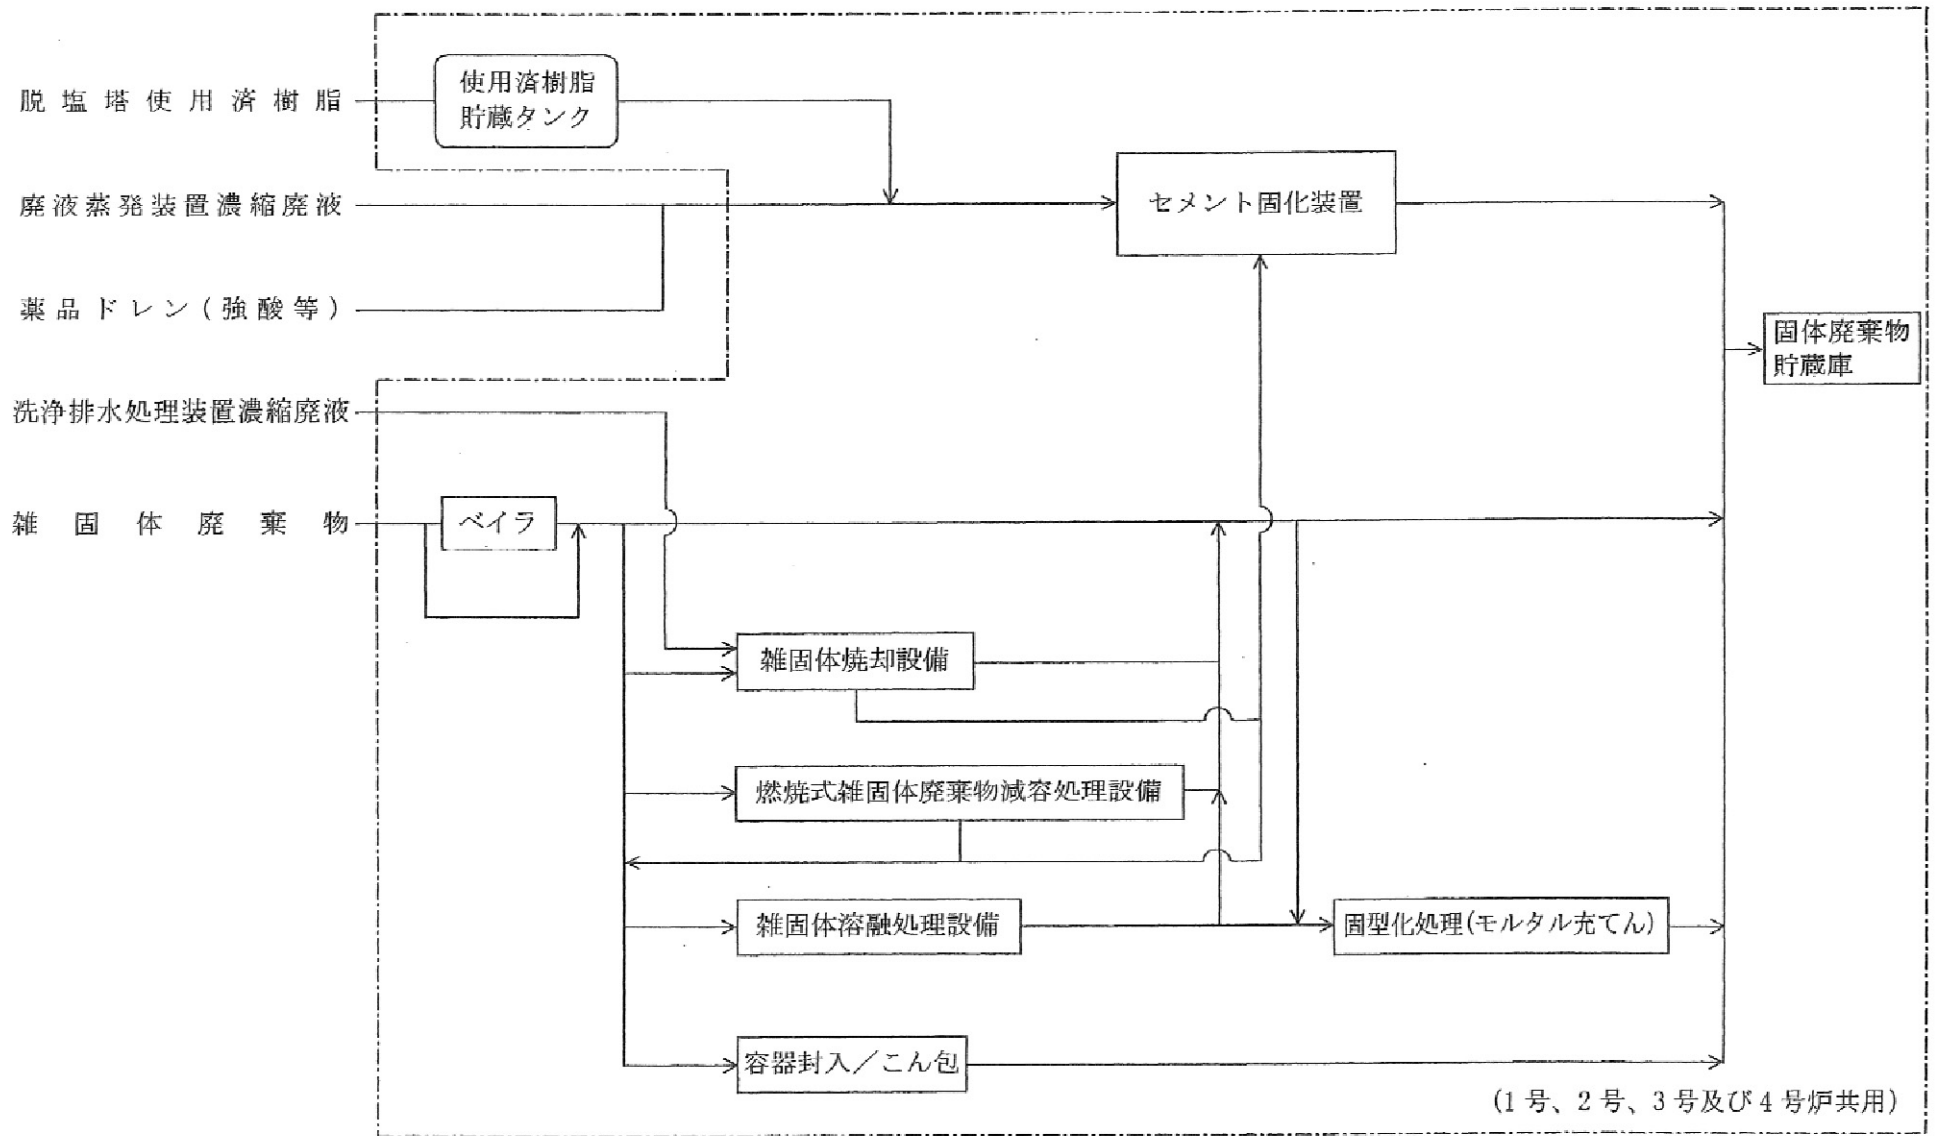 脱塩塔使用済樹脂
使用済樹脂
貯蔵タンク
廃液蒸発装置濃縮廃液
セメント固化装置
薬品ドレン(強酸等)
固体廃棄物
貯蔵庫
洗浄排水処理装置濃縮廃液
雑固体廃棄物
ベイラ
雑固体焼却設備
燃焼式雑固体廃棄物減容処理設備
雑固体溶融処理設備
固型化処理(モルタル充てん)
容器封入／こん包
(1号、2号、3号及び4号炉共用)